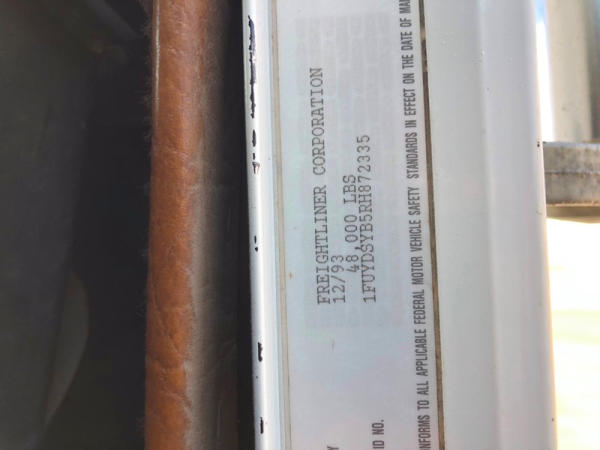 FREIGHTLINER CORPORATION
12/93
48,000 LBS
1FUYDSYB5RH872335
ID NO.
ONFORMS TO ALL APPLICABLE FEDERAL MOTOR VEHICLE SAFETY STANDARDS IN EFFECT ON THE DATE OF MA